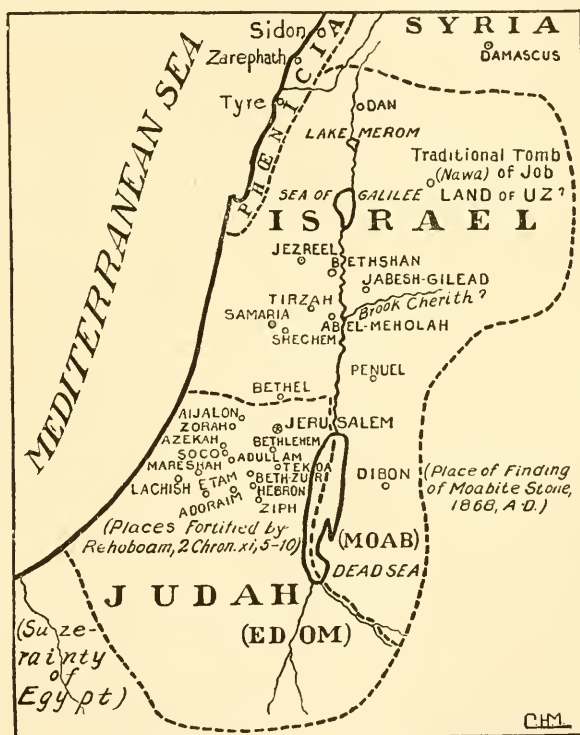 SYRIA
Sidon
DAMASCUS
Zarephath
PHŒNICIA
Tyre
DAN
LAKE MEROM
MEDITERRANEAN SEA
Traditional Tomb
(Nawa) of Job
LAND OF UZ?
SEA OF GALILEE
ISRAEL
JEZREEL
BETHSHAN
JABESH-GILEAD
TIRZAH
Brook Cherith?
SAMARIA
ABEL-MEHOLAH
SHECHEM
PENUEL
BETHEL
AIJALON
ZORAH
JERUSALEM
AZEKAH
BETHLEHEM
SOCO
ADULLAM
MARESHAH
TEKOA
ETAM
BETH-ZUR
LACHISH
HEBRON
ADORAIM
ZIPH
DIBON
(Place of Finding
of Moabite Stone,
1868, A.D.)
(Places Fortified by
Rehoboam, 2 Chron. xi, 5-10)
(MOAB)
DEAD SEA
JUDAH
(EDOM)
(Suze-
rainty
of
Egypt)
C.H.M.